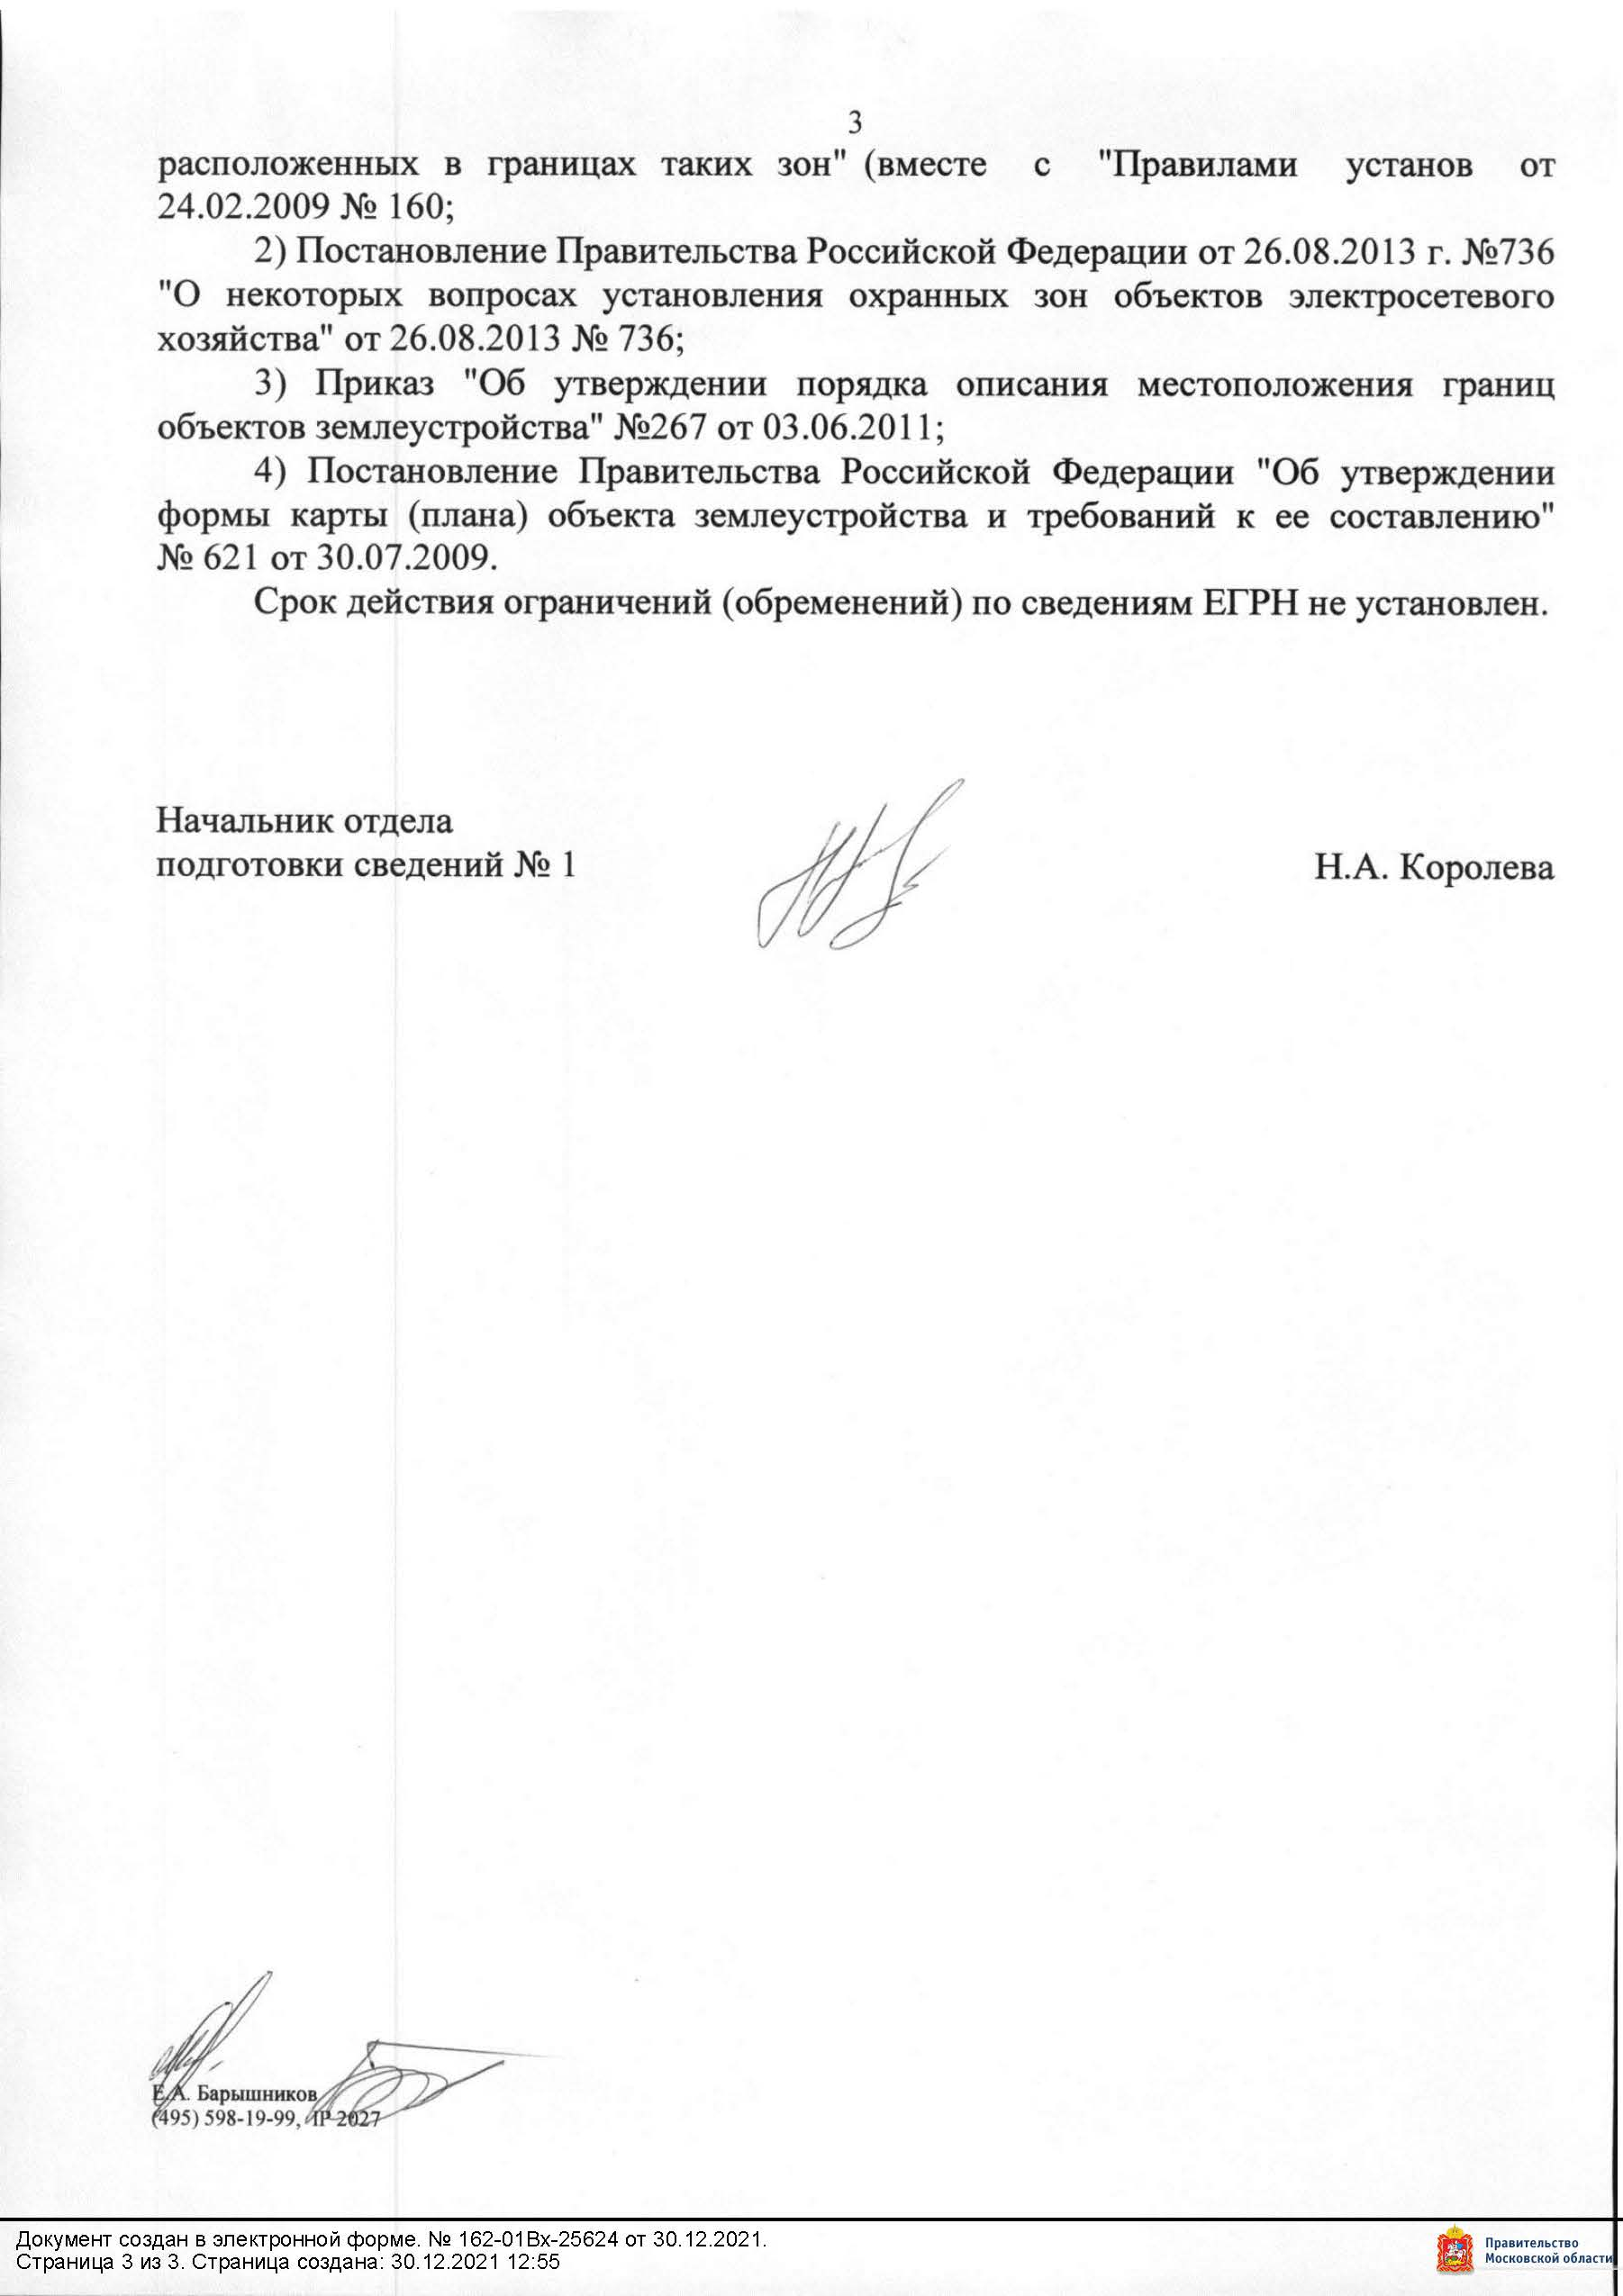 3
расположенных в границах таких зон" (вместе с "Правилами установ от
24.02.2009 № 160;
2) Постановление Правительства Российской Федерации от 26.08.2013 г. №736
"О некоторых вопросах установления охранных зон объектов электросетевого
хозяйства" от 26.08.2013 № 736;
3) Приказ "Об утверждении порядка описания местоположения границ
объектов землеустройства" №267 от 03.06.2011;
4) Постановление Правительства Российской Федерации "Об утверждении
формы карты (плана) объекта землеустройства и требований к ее составлению"
№ 621 от 30.07.2009.
Срок действия ограничений (обременений) по сведениям ЕГРН не установлен.
Начальник отдела
подготовки сведений № 1
Н.А. Королева
Е.А. Барышников
(495) 598-19-99, IP 2027
Документ создан в электронной форме. № 162-01Вх-25624 от 30.12.2021.
Страница 3 из 3. Страница создана: 30.12.2021 12:55
Правительство
Московской области